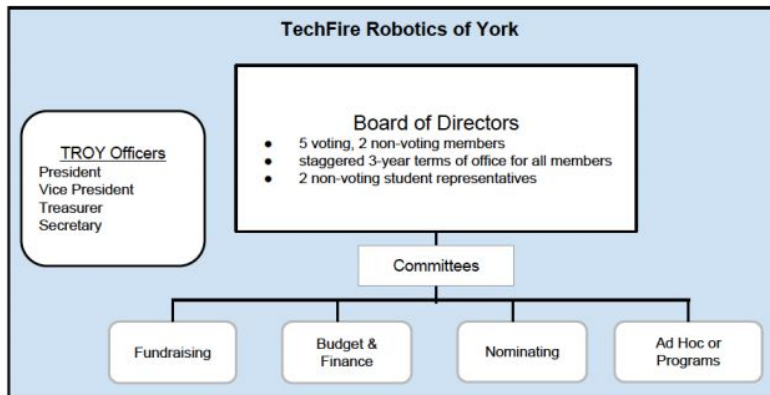 TechFire Robotics of York
TROY Officers
President
Vice President
Treasurer
Secretary
Board of Directors
● 5 voting, 2 non-voting members
● staggered 3-year terms of office for all members
● 2 non-voting student representatives
Committees
Fundraising
Budget &
Finance
Nominating
Ad Hoc or
Programs